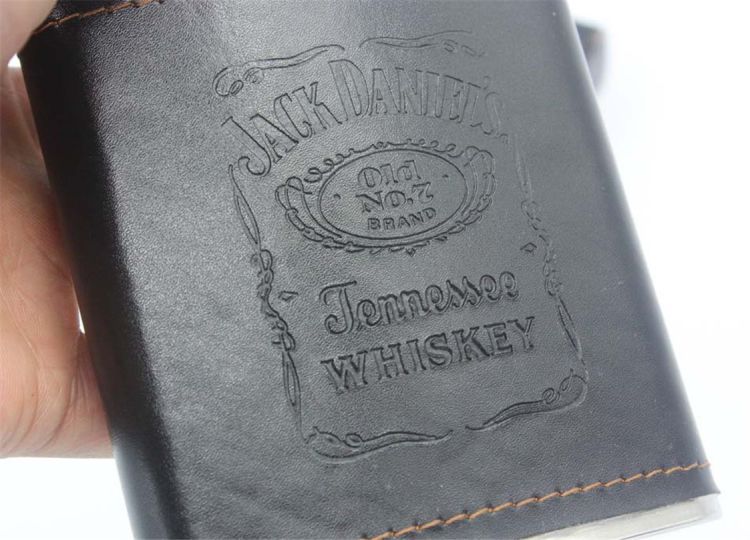 JACK DANIEL'S
Old
No.7
BRAND
Tennessee
WHISKEY